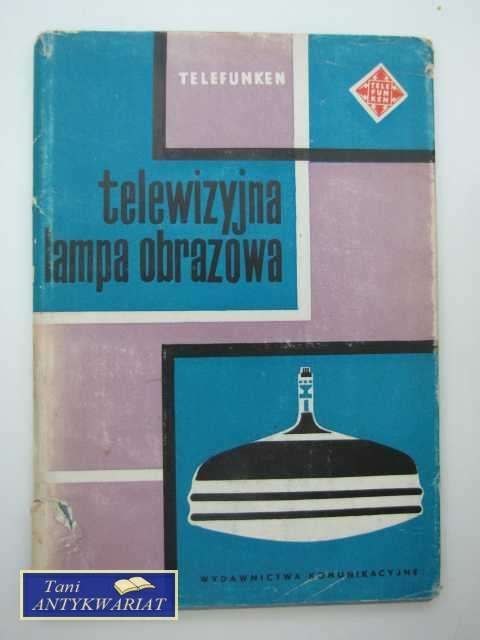 TELEFUNKEN
TELE
FUN
KEN
telewizyjna
lampa obrazowa
WYDAWNICTWA KOMUNIKACYJNE
Tani
ANTYKWARIAT